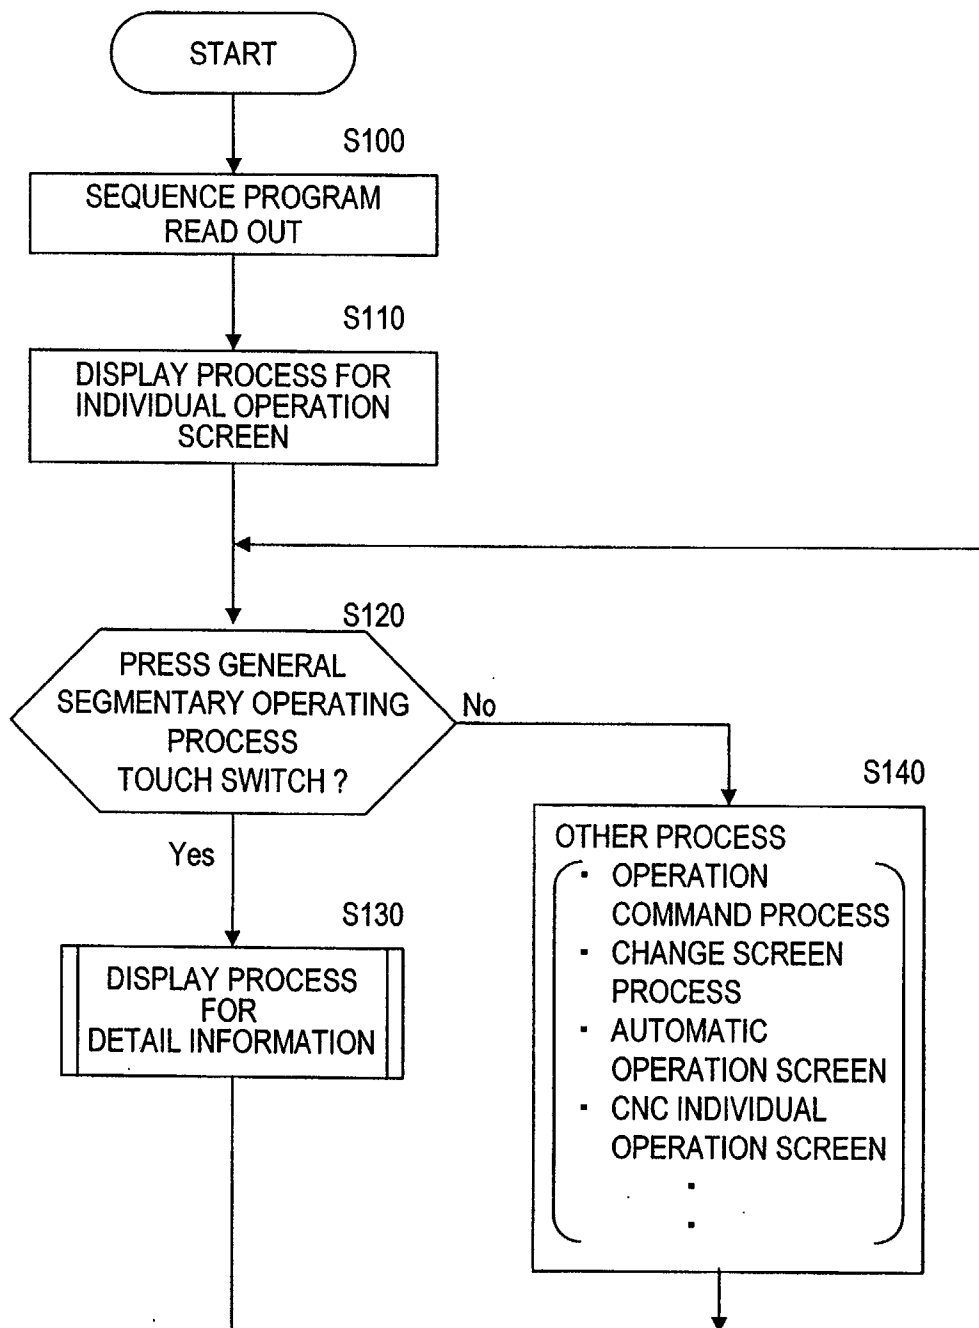 START
S100
SEQUENCE PROGRAM
READ OUT
S110
DISPLAY PROCESS FOR
INDIVIDUAL OPERATION
SCREEN
S120
PRESS GENERAL
SEGMENTARY OPERATING
PROCESS
TOUCH SWITCH ?
No
Yes
S130
DISPLAY PROCESS
FOR
DETAIL INFORMATION
S140
OTHER PROCESS
▪ OPERATION
COMMAND PROCESS
▪ CHANGE SCREEN
PROCESS
▪ AUTOMATIC
OPERATION SCREEN
▪ CNC INDIVIDUAL
OPERATION SCREEN
▪
▪